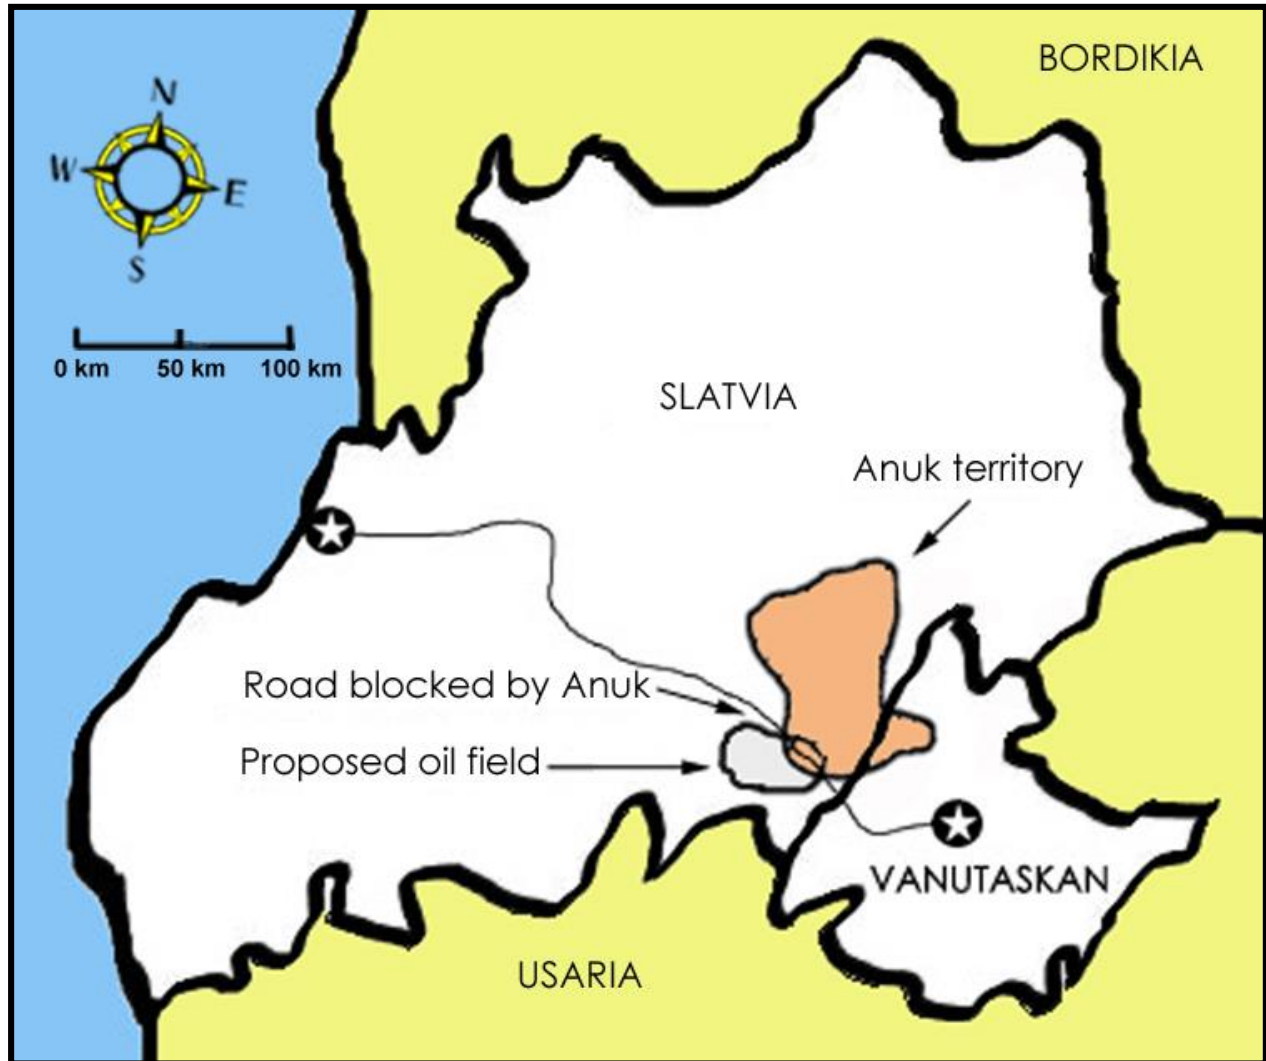 BORDIKIA
N
W
E
S
0 km 50 km 100 km
SLATVIA
Anuk territory
Road blocked by Anuk
Proposed oil field
VANUTASKAN
USARIA